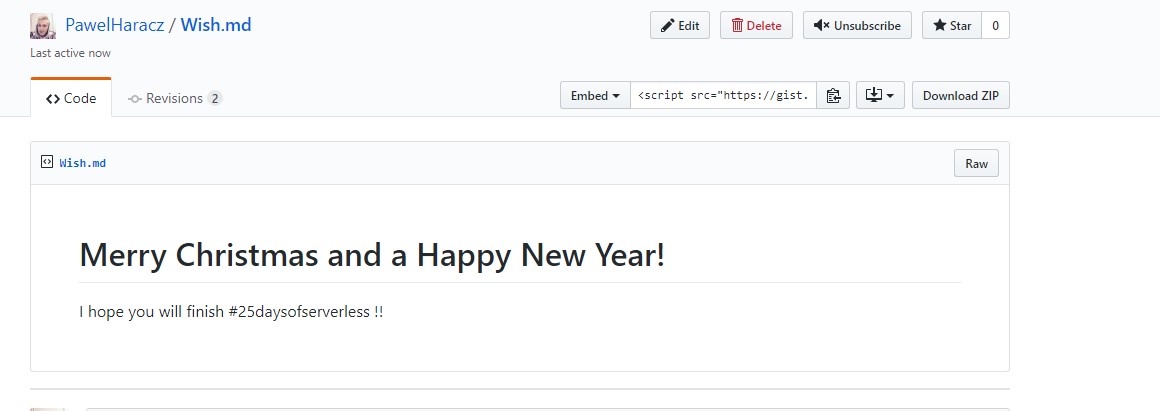 PawelHaracz / Wish.md
Edit
Delete
Unsubscribe
Star
0
Last active now
Code
Revisions 2
Embed
<script src="https://gist.
Download ZIP
Wish.md
Raw
Merry Christmas and a Happy New Year!
I hope you will finish #25daysofserverless !!